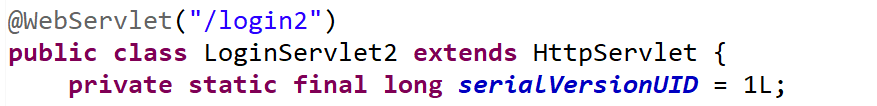 @WebServlet("/login2")
public class LoginServlet2 extends HttpServlet {
    private static final long serialVersionUID = 1L;